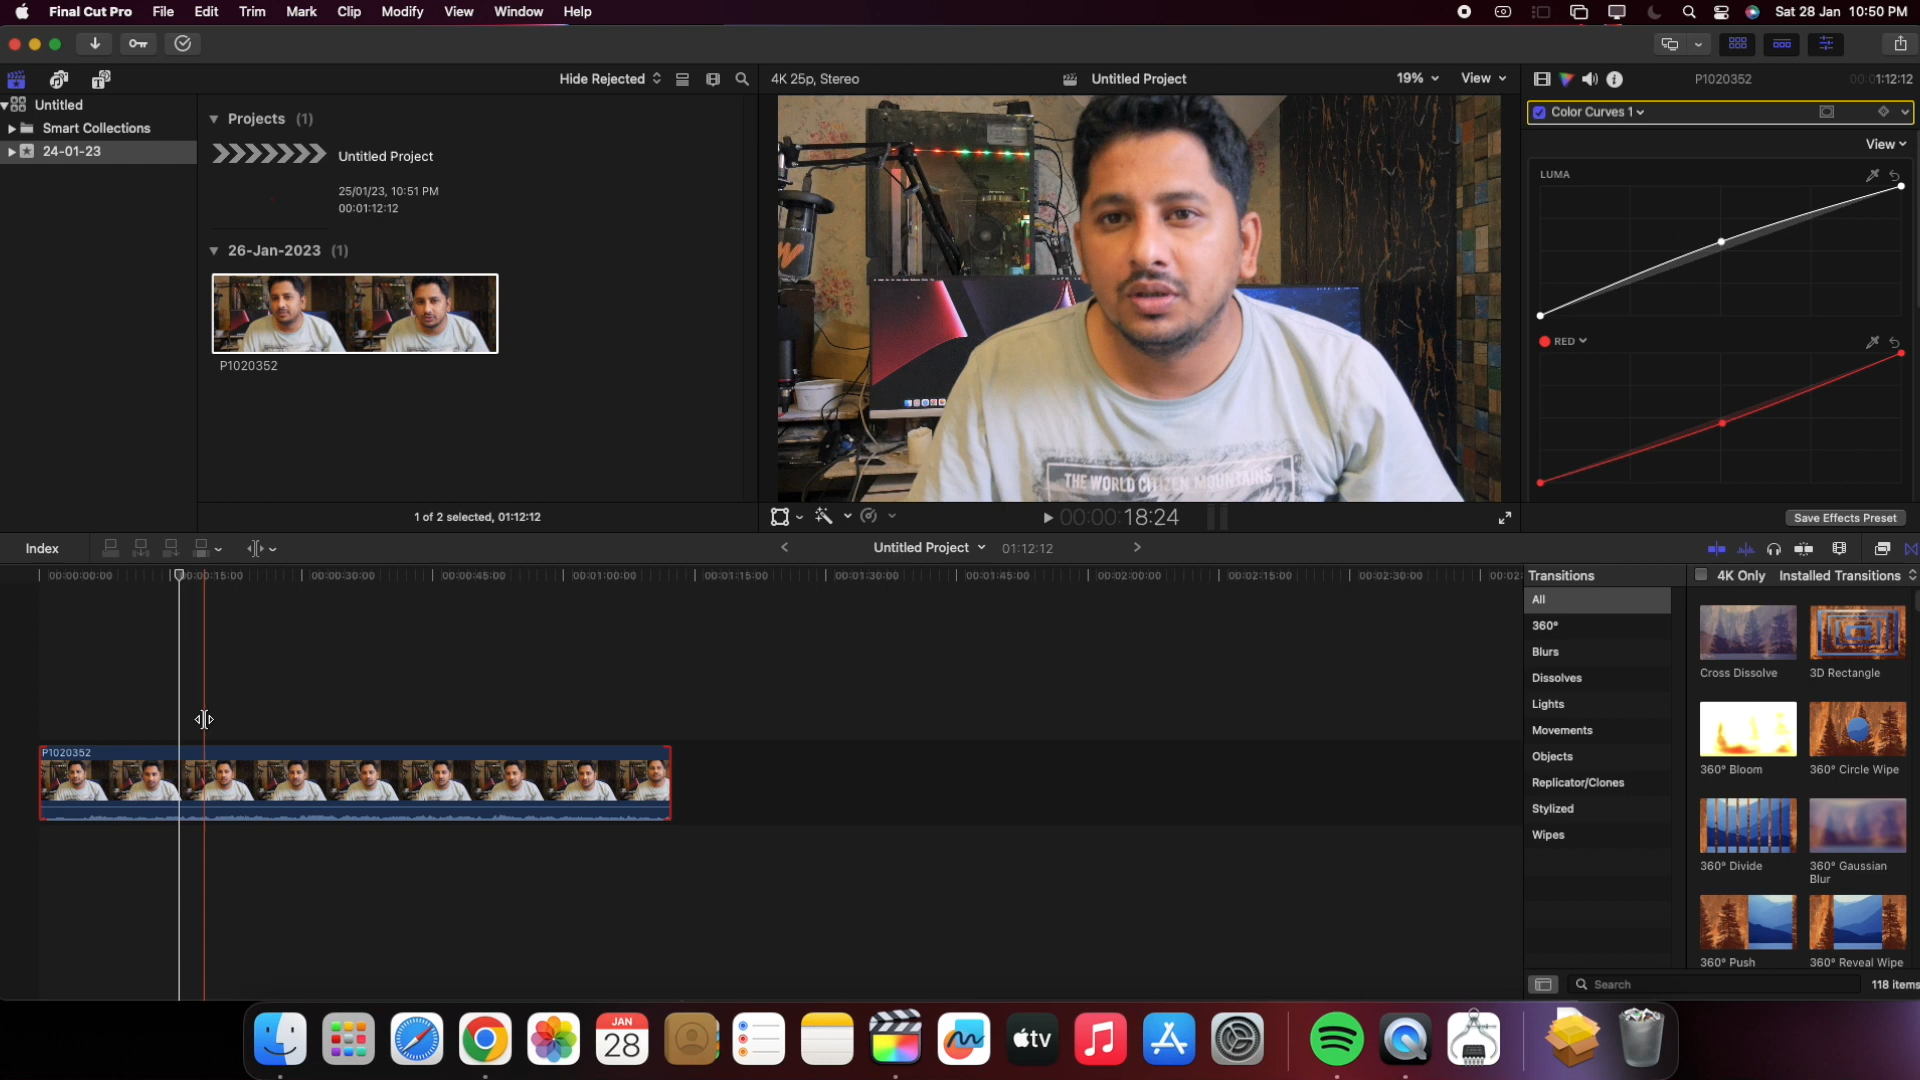 Final Cut Pro File Edit Trim Mark Clip Modify View Window Help Sat 28 Jan 10:50 PM
Hide Rejected 4K 25p, Stereo Untitled Project 19% View P1020352 00:01:12:12
Untitled
Smart Collections
24-01-23
Projects (1)
Untitled Project
25/01/23, 10:51 PM
00:01:12:12
26-Jan-2023 (1)
P1020352
1 of 2 selected, 01:12:12
THE WORLD CITIZEN MOUNTAINS
00:00:18:24
Color Curves 1
View
LUMA
RED
Save Effects Preset
Index Untitled Project 01:12:12
00:00:00:00 00:00:15:00 00:00:30:00 00:00:45:00 00:01:00:00 00:01:15:00 00:01:30:00 00:01:45:00 00:02:00:00 00:02:15:00 00:02:30:00 00:02:
P1020352
Transitions 4K Only Installed Transitions
All
360°
Blurs
Dissolves
Lights
Movements
Objects
Replicator/Clones
Stylized
Wipes
Cross Dissolve 3D Rectangle
360° Bloom 360° Circle Wipe
360° Divide 360° Gaussian
Blur
360° Push 360° Reveal Wipe
Search 118 items
JAN
28
tv